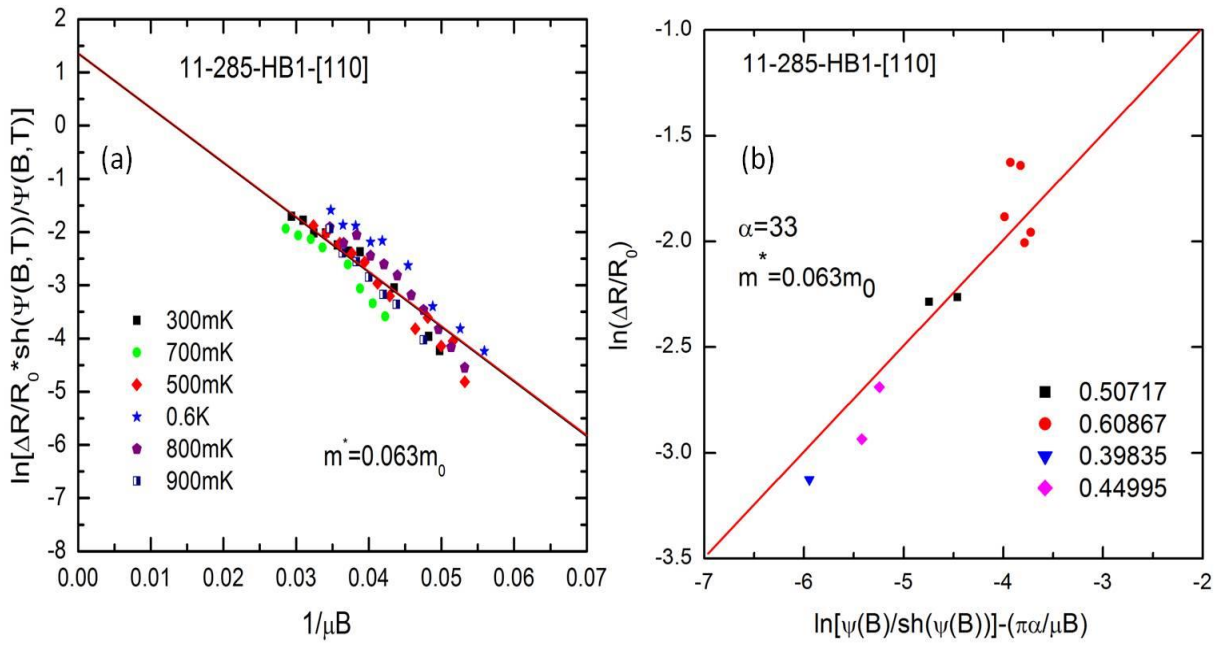 2
1
0
-1
-2
-3
-4
-5
-6
-7
-8
ln[ΔR/R₀*sh(Ψ(B,T))/Ψ(B,T)]
11-285-HB1-[110]
(a)
300mK
700mK
500mK
0.6K
800mK
900mK
m*=0.063m₀
0.00 0.01 0.02 0.03 0.04 0.05 0.06 0.07
1/μB
-1.0
-1.5
-2.0
-2.5
-3.0
-3.5
ln(ΔR/R₀)
11-285-HB1-[110]
(b)
α=33
m*=0.063m₀
0.50717
0.60867
0.39835
0.44995
-7 -6 -5 -4 -3 -2
ln[ψ(B)/sh(ψ(B))]-(πα/μB)